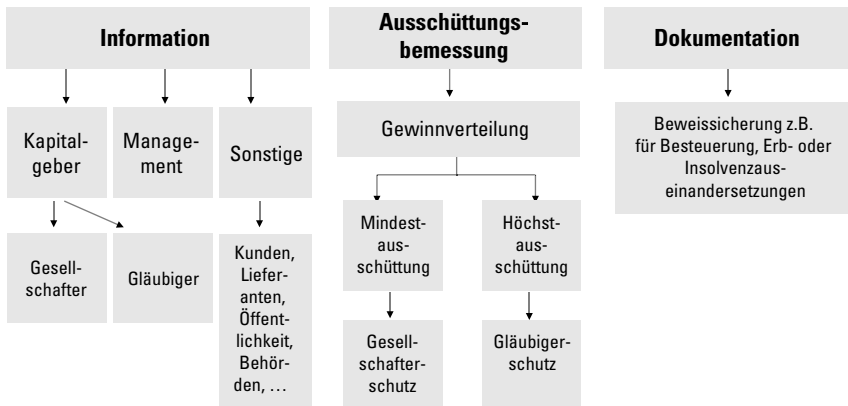 Information
Kapital-
geber
Manage-
ment
Sonstige
Gesell-
schafter
Gläubiger
Kunden,
Liefer-
anten,
Öffent-
lichkeit,
Behör-
den, …
Ausschüttungs-
bemessung
Gewinnverteilung
Mindest-
aus-
schüttung
Höchst-
aus-
schüttung
Gesell-
schafter-
schutz
Gläubiger-
schutz
Dokumentation
Beweissicherung z.B.
für Besteuerung, Erb- oder
Insolvenzaus-
einandersetzungen